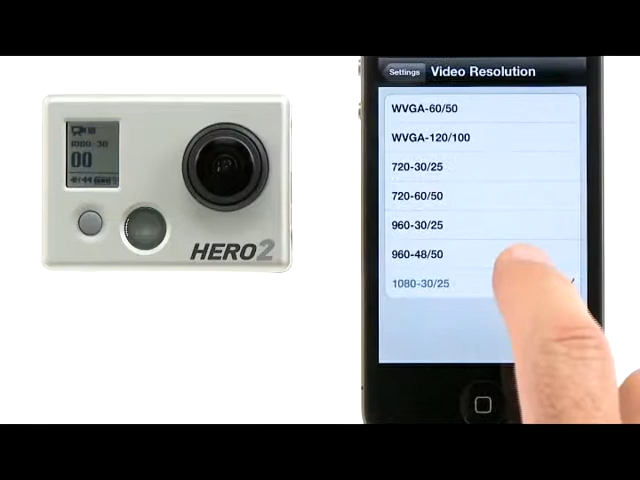 1080-30
00
HERO2
Settings
Video Resolution
WVGA-60/50
WVGA-120/100
720-30/25
720-60/50
960-30/25
960-48/50
1080-30/25